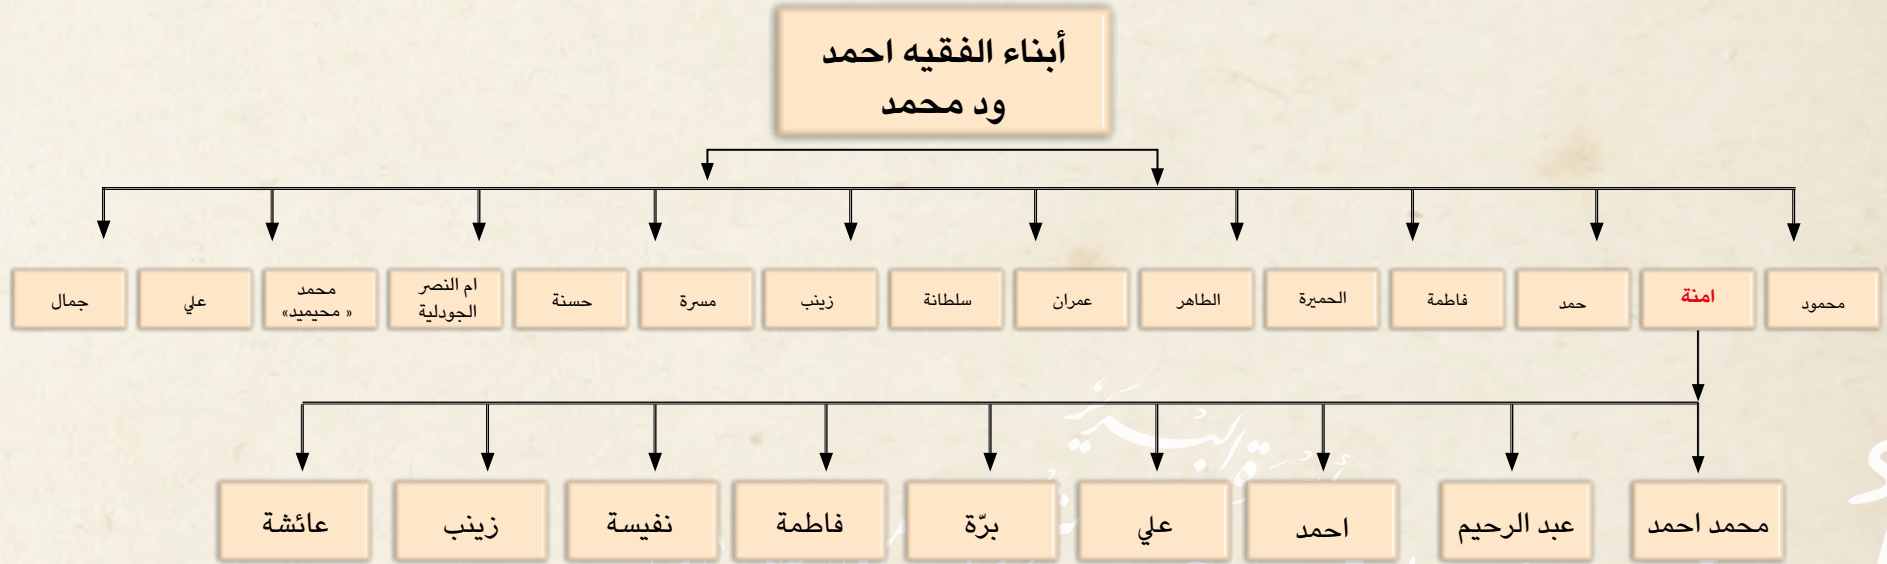 أبناء الفقيه احمد
ود محمد
محمود
امنة
حمد
فاطمة
الحميرة
الطاهر
عمران
سلطانة
زينب
مسرة
حسنة
ام النصر
الجودلية
محمد
« محيميد»
علي
جمال
محمد احمد
عبد الرحيم
احمد
علي
برّة
فاطمة
نفيسة
زينب
عائشة